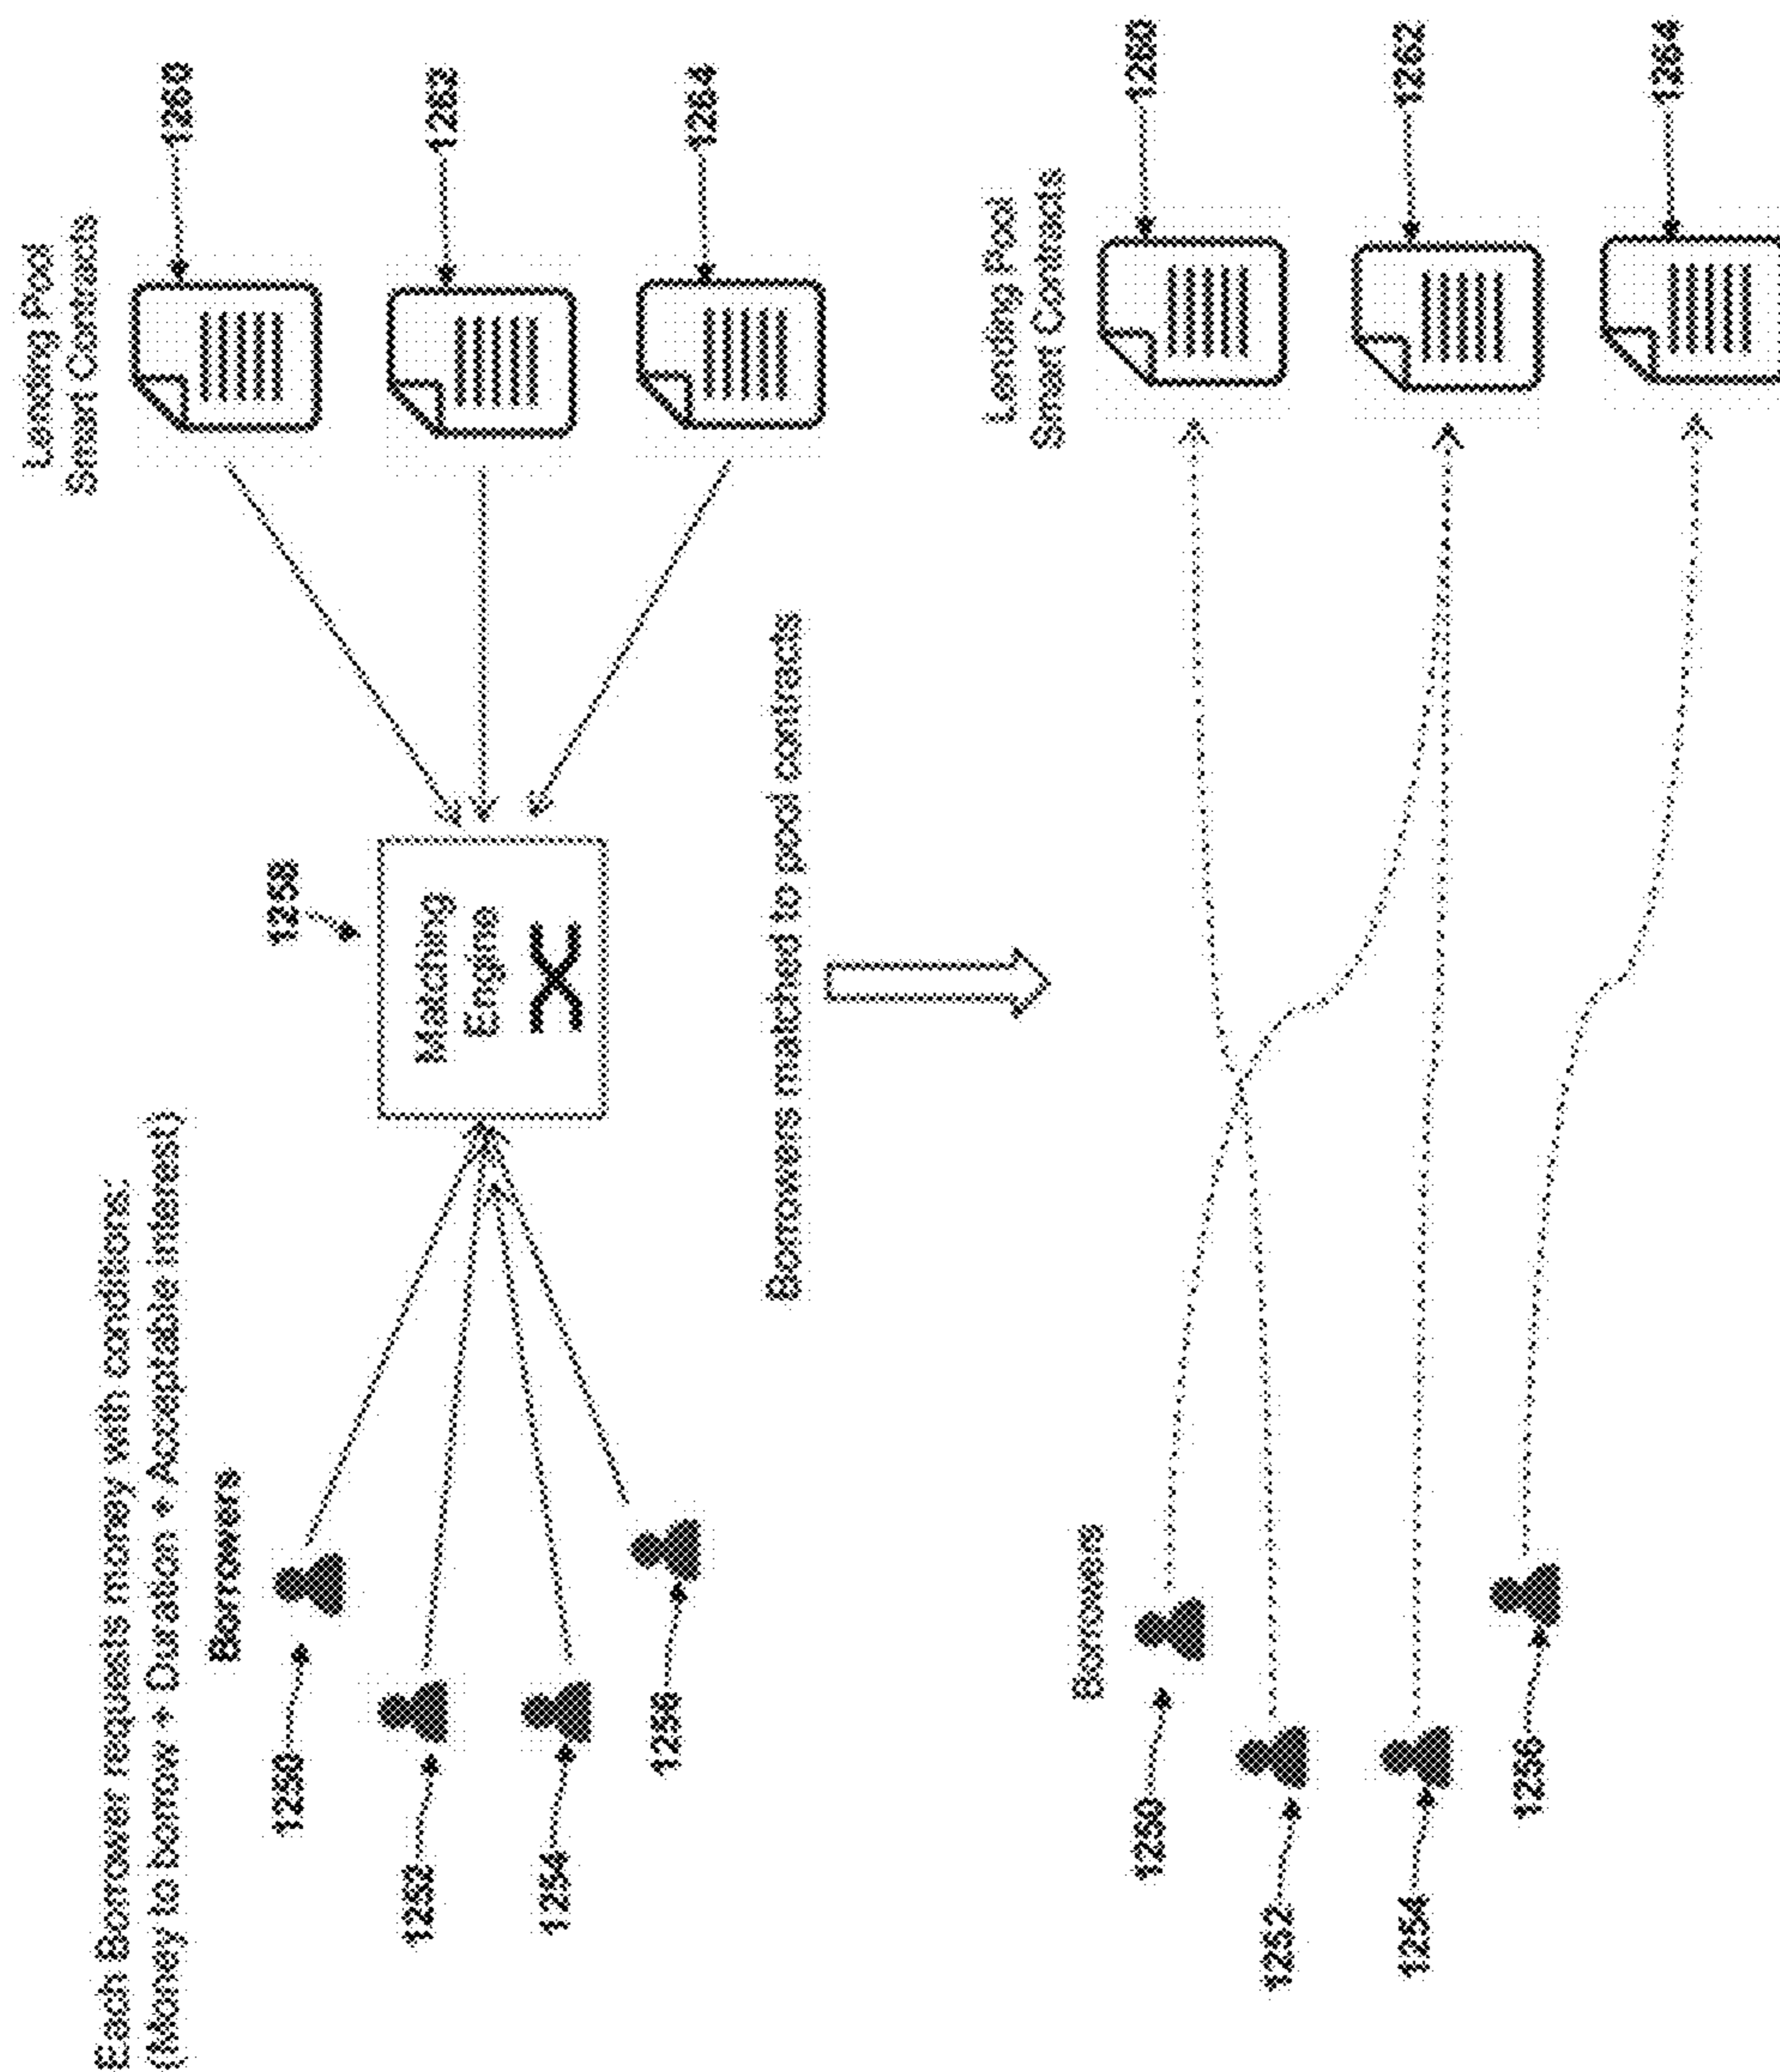 Each Borrower requests money with conditions:
(Money to borrow + Duration + Acceptable interest)
Borrowers
1250
1252
1254
1256
1258
Matching
Engine
Lending Pool
Smart Contracts
1260
1262
1264
Borrowers matched to pool contracts
Borrowers
1250
1252
1254
1256
Lending Pool
Smart Contracts
1260
1262
1264